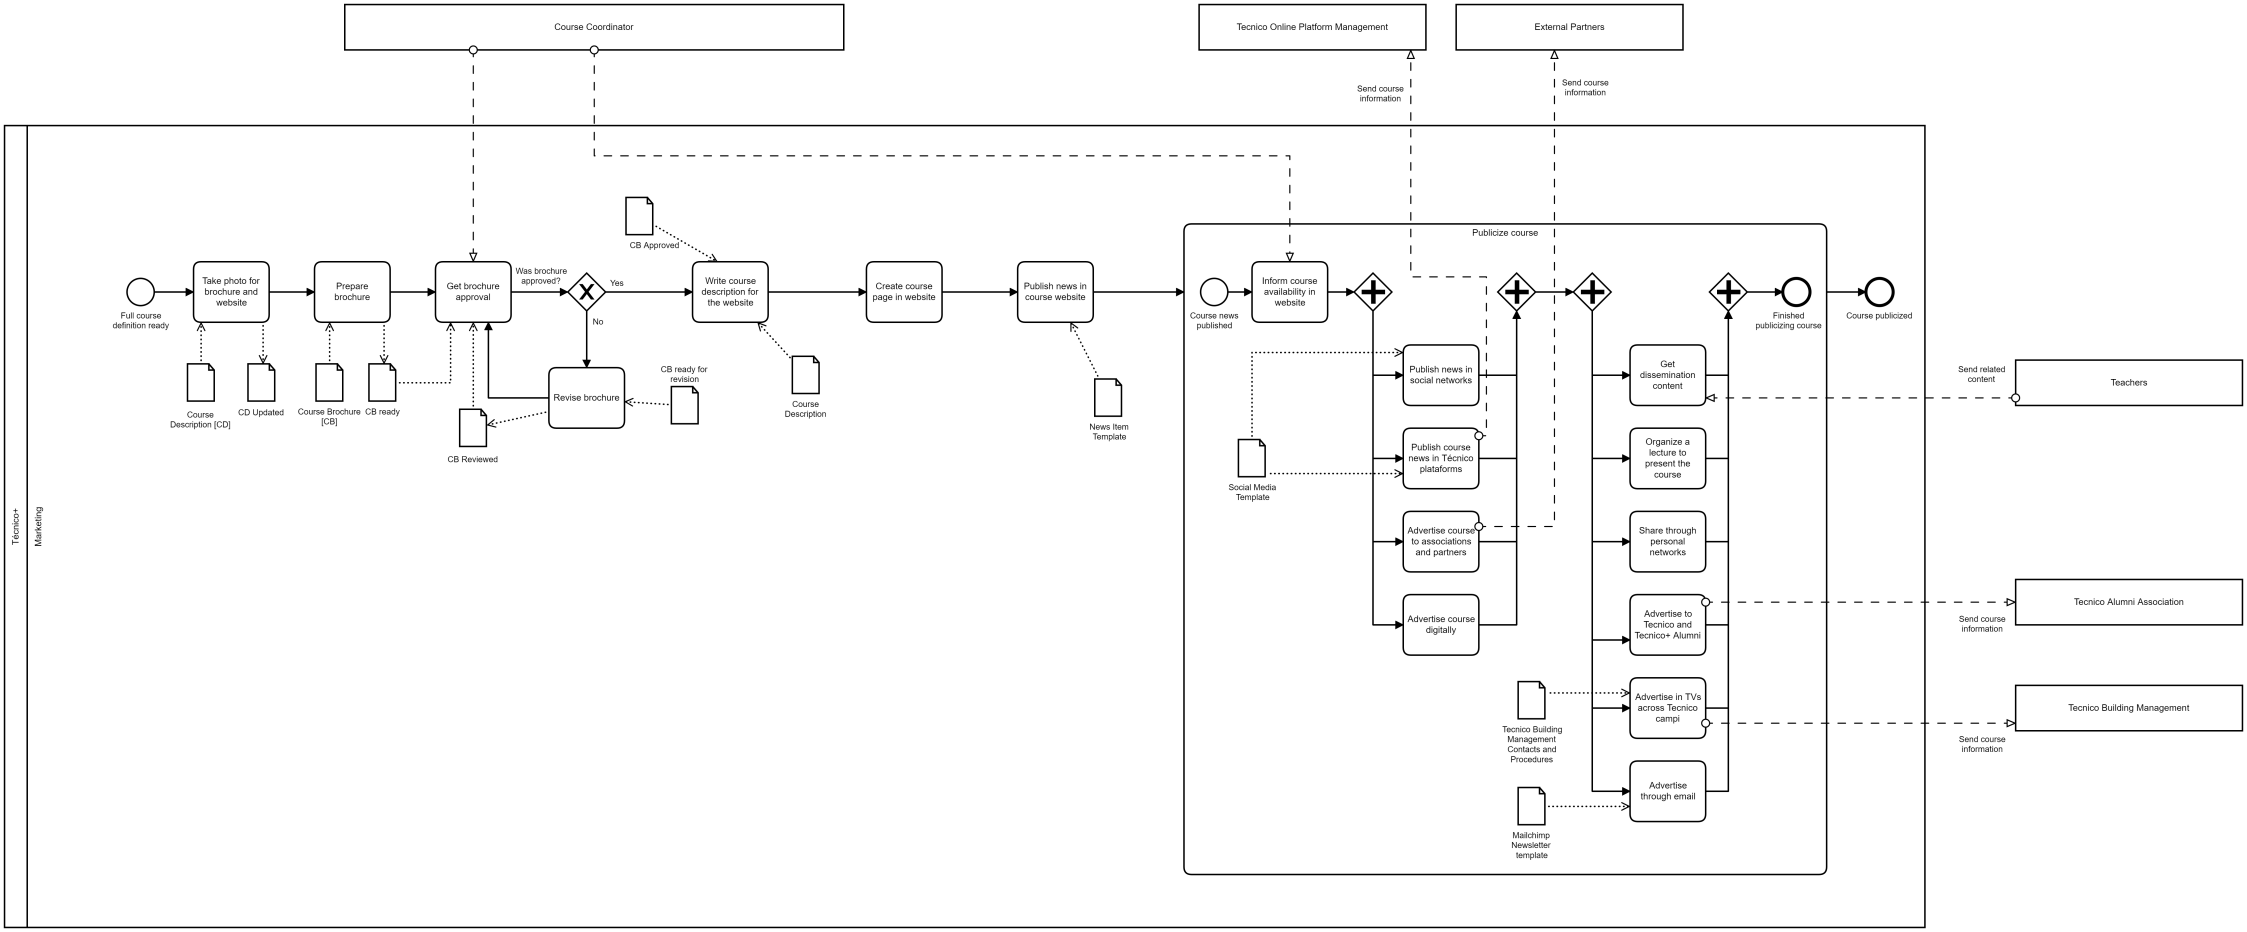 Course Coordinator
Tecnico Online Platform Management
External Partners
Send course
information
Send course
information
Técnico+
Marketing
Full course
definition ready
Take photo for
brochure and
website
Course
Description [CD]
CD Updated
Prepare
brochure
Course Brochure
[CB]
CB ready
Get brochure
approval
Was brochure
approved?
Yes
No
Revise brochure
CB ready for
revision
CB Reviewed
CB Approved
Write course
description for
the website
Course
Description
Create course
page in website
Publish news in
course website
News Item
Template
Publicize course
Course news
published
Inform course
availability in
website
Social Media
Template
Publish news in
social networks
Publish course
news in Técnico
plataforms
Advertise course
to associations
and partners
Advertise course
digitally
Get
dissemination
content
Organize a
lecture to
present the
course
Share through
personal
networks
Advertise to
Tecnico and
Tecnico+ Alumni
Advertise in TVs
across Tecnico
campi
Advertise
through email
Tecnico Building
Management
Contacts and
Procedures
Mailchimp
Newsletter
template
Finished
publicizing course
Course publicized
Send related
content
Teachers
Tecnico Alumni Association
Send course
information
Tecnico Building Management
Send course
information